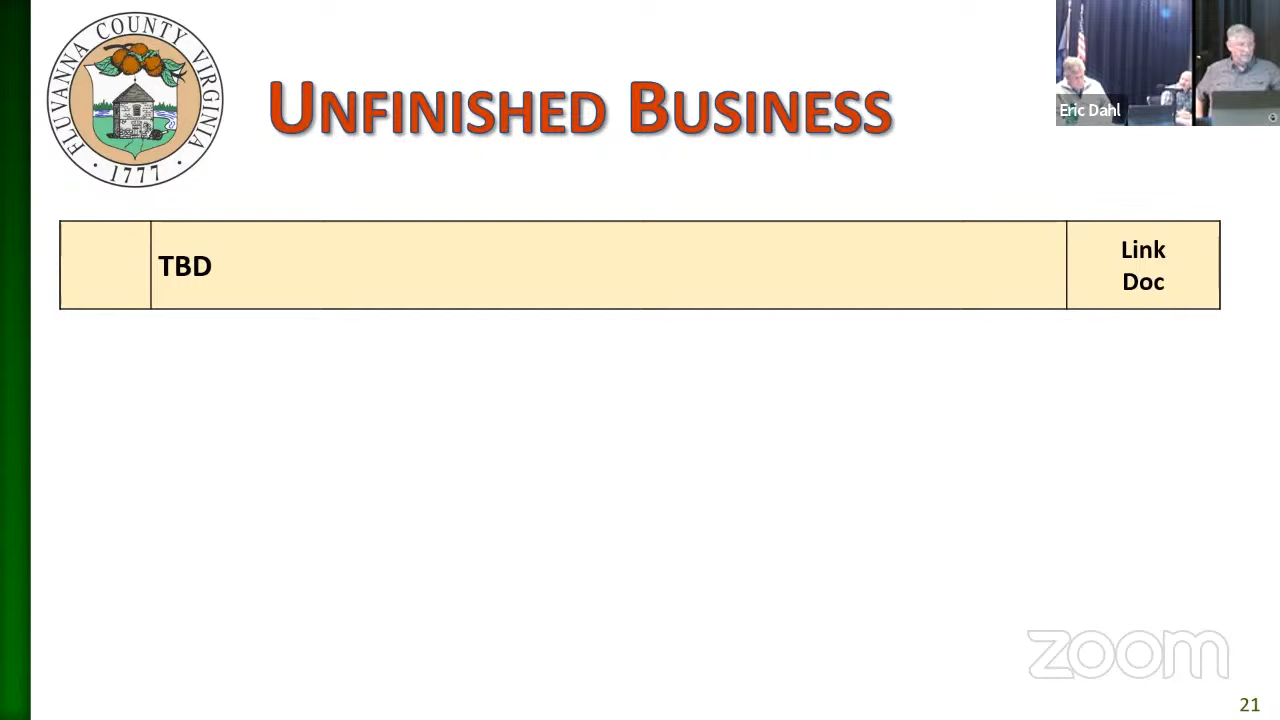 FLUVANNA COUNTY VIRGINIA
· 1777 ·
UNFINISHED BUSINESS
Eric Dahl
TBD
Link
Doc
zoom
21